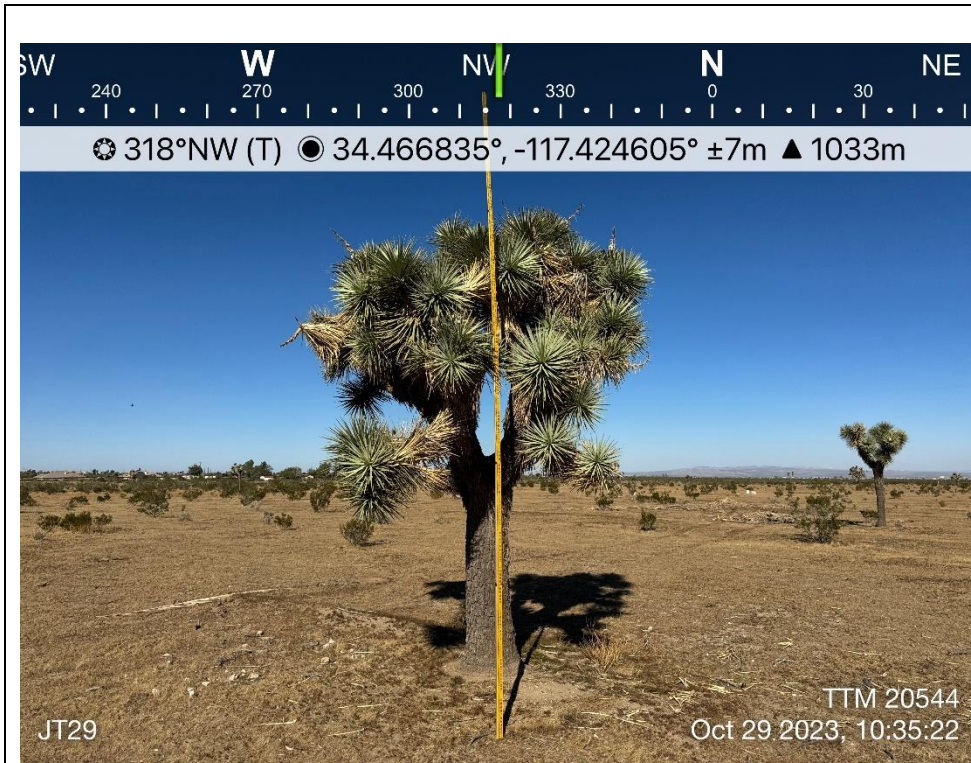 SW W NW N NE
240 270 300 330 0 30
318°NW (T) 34.466835°, -117.424605° ±7m ▲ 1033m
TTM 20544
JT29 Oct 29 2023, 10:35:22